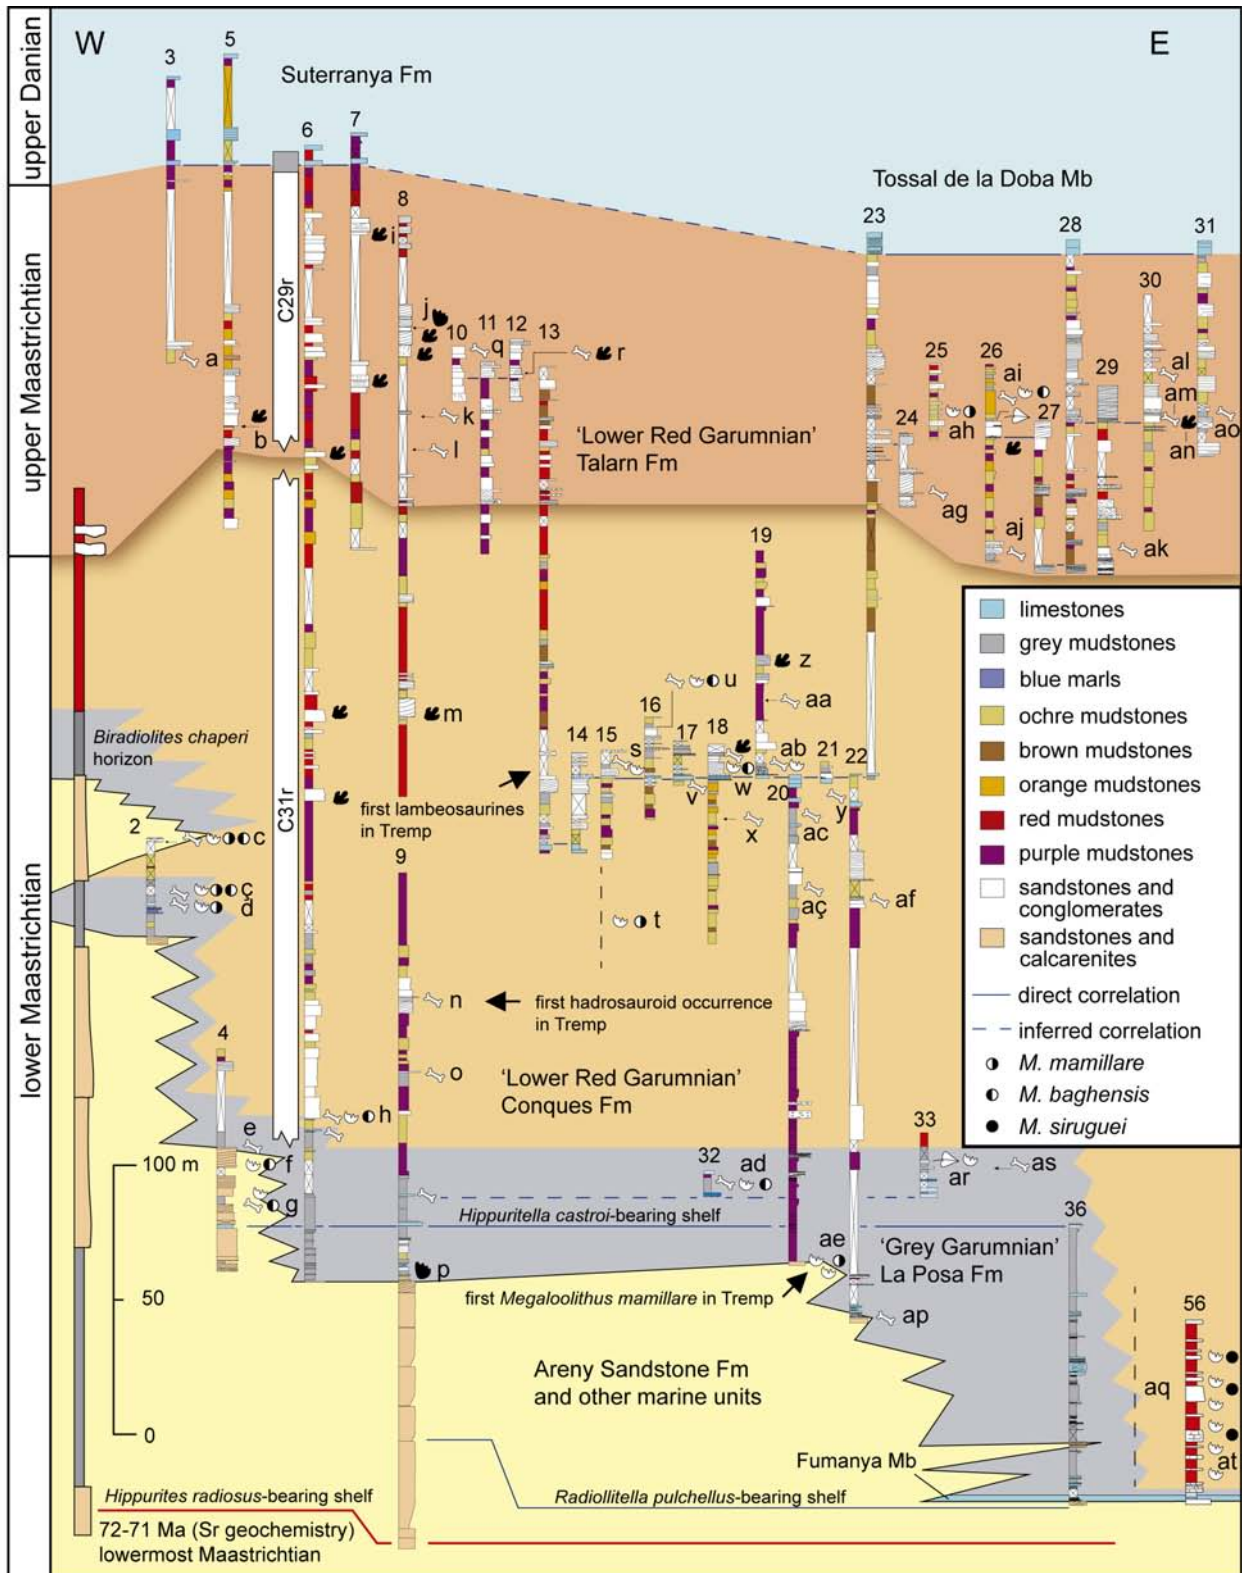 W
E
upper Danian
upper Maastrichtian
lower Maastrichtian
3
5
Suterranya Fm
6
7
8
Tossal de la Doba Mb
23
28
31
30
C29r
i
j
10
11
12
13
q
r
a
b
k
l
'Lower Red Garumnian'
Talarn Fm
25
26
ai
24
27
29
ah
al
am
an
ao
ag
aj
ak
19
z
aa
u
16
14
15
s
17
18
ab
21
22
v
w
20
y
x
ac
aç
af
t
m
Biradiolites chaperi
horizon
2
c
ç
d
first lambeosaurines
in Tremp
C31r
9
n
first hadrosauroid occurrence
in Tremp
o
'Lower Red Garumnian'
Conques Fm
4
e
f
g
h
100 m
50
0
33
32
ad
ar
as
Hippuritella castroi-bearing shelf
36
'Grey Garumnian'
La Posa Fm
ae
p
first Megaloolithus mamillare in Tremp
ap
56
aq
at
Areny Sandstone Fm
and other marine units
Fumanya Mb
Hippurites radiosus-bearing shelf
Radiollitella pulchellus-bearing shelf
72-71 Ma (Sr geochemistry)
lowermost Maastrichtian
limestones
grey mudstones
blue marls
ochre mudstones
brown mudstones
orange mudstones
red mudstones
purple mudstones
sandstones and
conglomerates
sandstones and
calcarenites
direct correlation
inferred correlation
M. mamillare
M. baghensis
M. siruguei